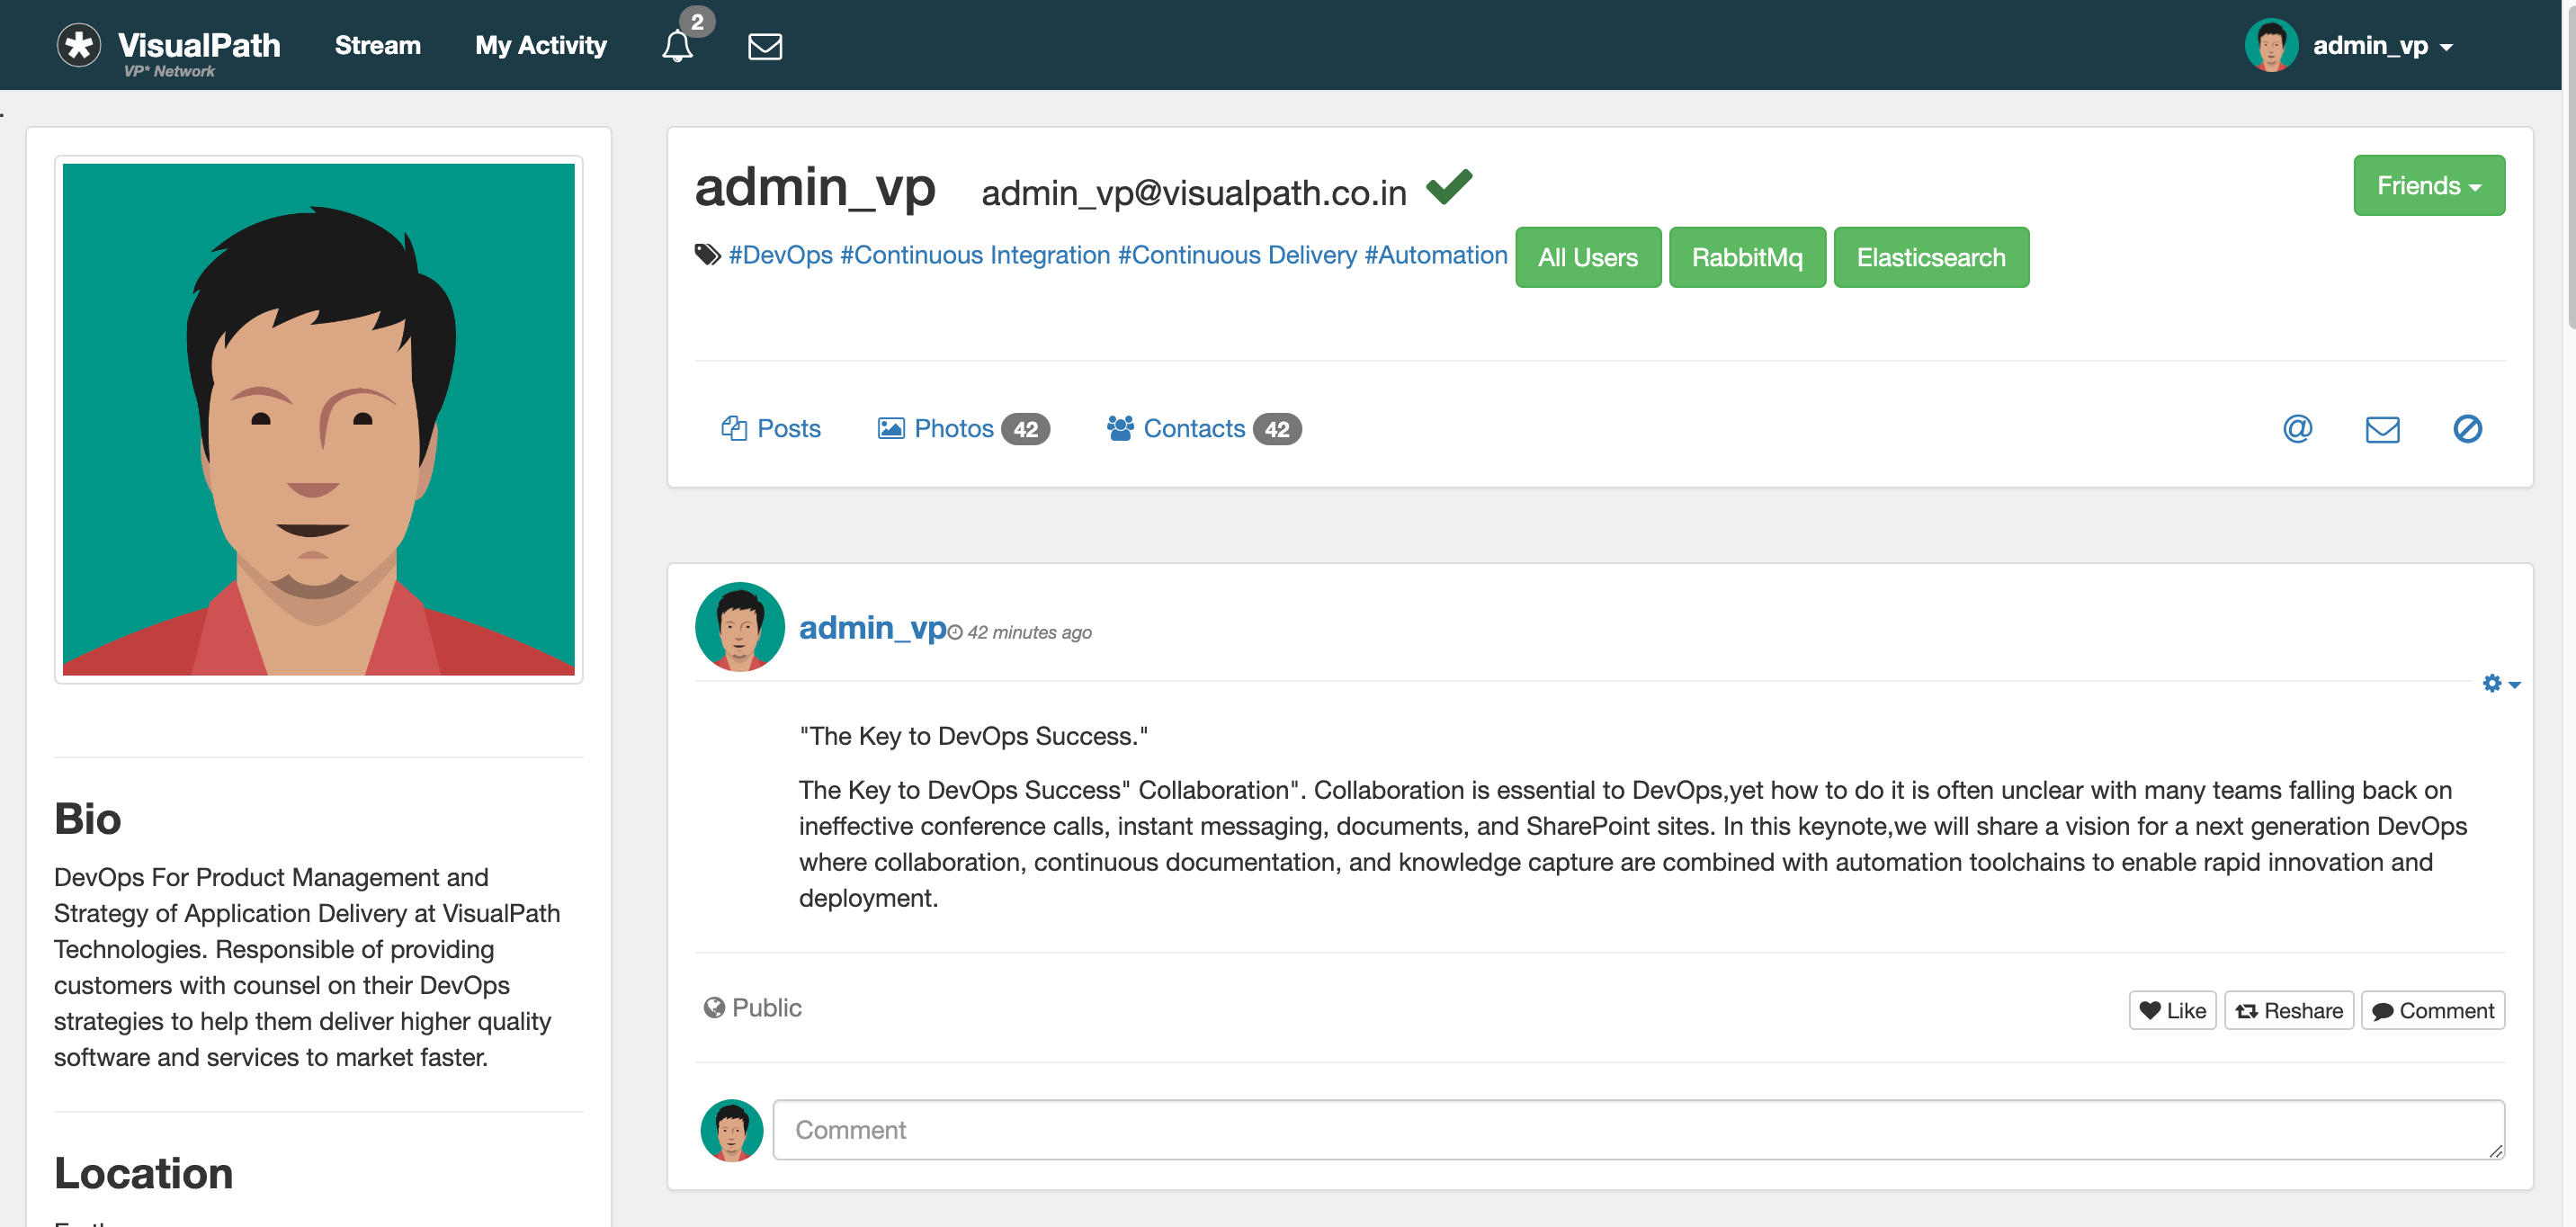 VisualPath
VP* Network
Stream
My Activity
2
admin_vp
admin_vp admin_vp@visualpath.co.in
Friends
#DevOps #Continuous Integration #Continuous Delivery #Automation All Users RabbitMq Elasticsearch
Posts Photos 42 Contacts 42
admin_vp 42 minutes ago
"The Key to DevOps Success."
The Key to DevOps Success" Collaboration". Collaboration is essential to DevOps,yet how to do it is often unclear with many teams falling back on
ineffective conference calls, instant messaging, documents, and SharePoint sites. In this keynote,we will share a vision for a next generation DevOps
where collaboration, continuous documentation, and knowledge capture are combined with automation toolchains to enable rapid innovation and
deployment.
Public
Like Reshare Comment
Comment
Bio
DevOps For Product Management and
Strategy of Application Delivery at VisualPath
Technologies. Responsible of providing
customers with counsel on their DevOps
strategies to help them deliver higher quality
software and services to market faster.
Location